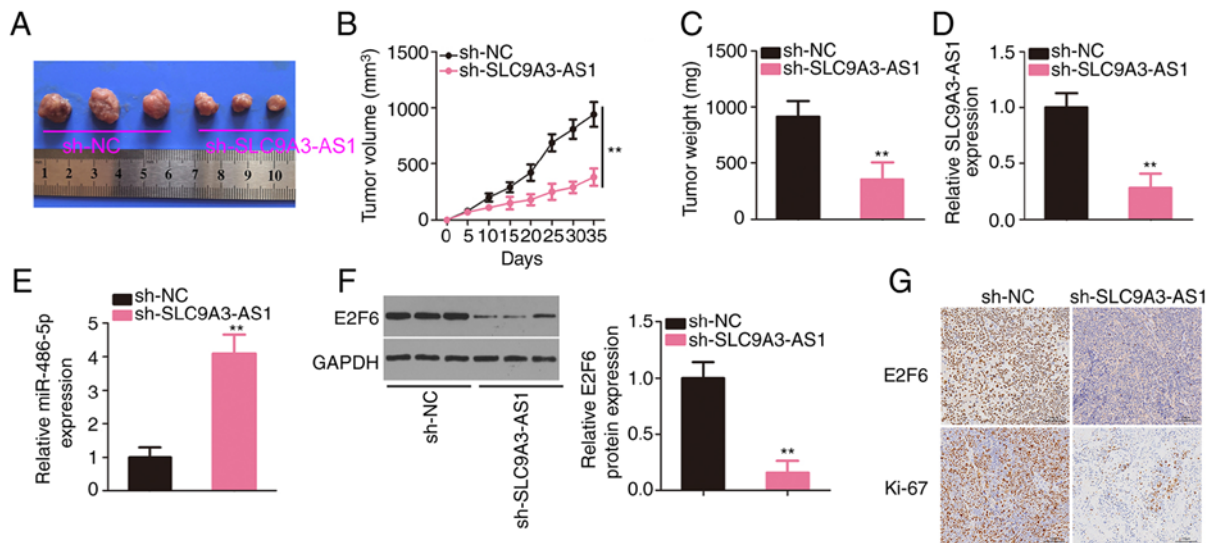 A
sh-NC
sh-SLC9A3-AS1
1 2 3 4 5 6 7 8 9 10
B
Tumor volume (mm³)
1500
1000
500
0
sh-NC
sh-SLC9A3-AS1
**
0 5 10 15 20 25 30 35
Days
C
Tumor weight (mg)
1500
1000
500
0
sh-NC
sh-SLC9A3-AS1
**
D
Relative SLC9A3-AS1
expression
1.5
1.0
0.5
0.0
sh-NC
sh-SLC9A3-AS1
**
E
Relative miR-486-5p
expression
5
4
3
2
1
0
sh-NC
sh-SLC9A3-AS1
**
F
E2F6
GAPDH
sh-NC
sh-SLC9A3-AS1
Relative E2F6
protein expression
1.5
1.0
0.5
0.0
sh-NC
sh-SLC9A3-AS1
**
G
sh-NC
sh-SLC9A3-AS1
E2F6
Ki-67